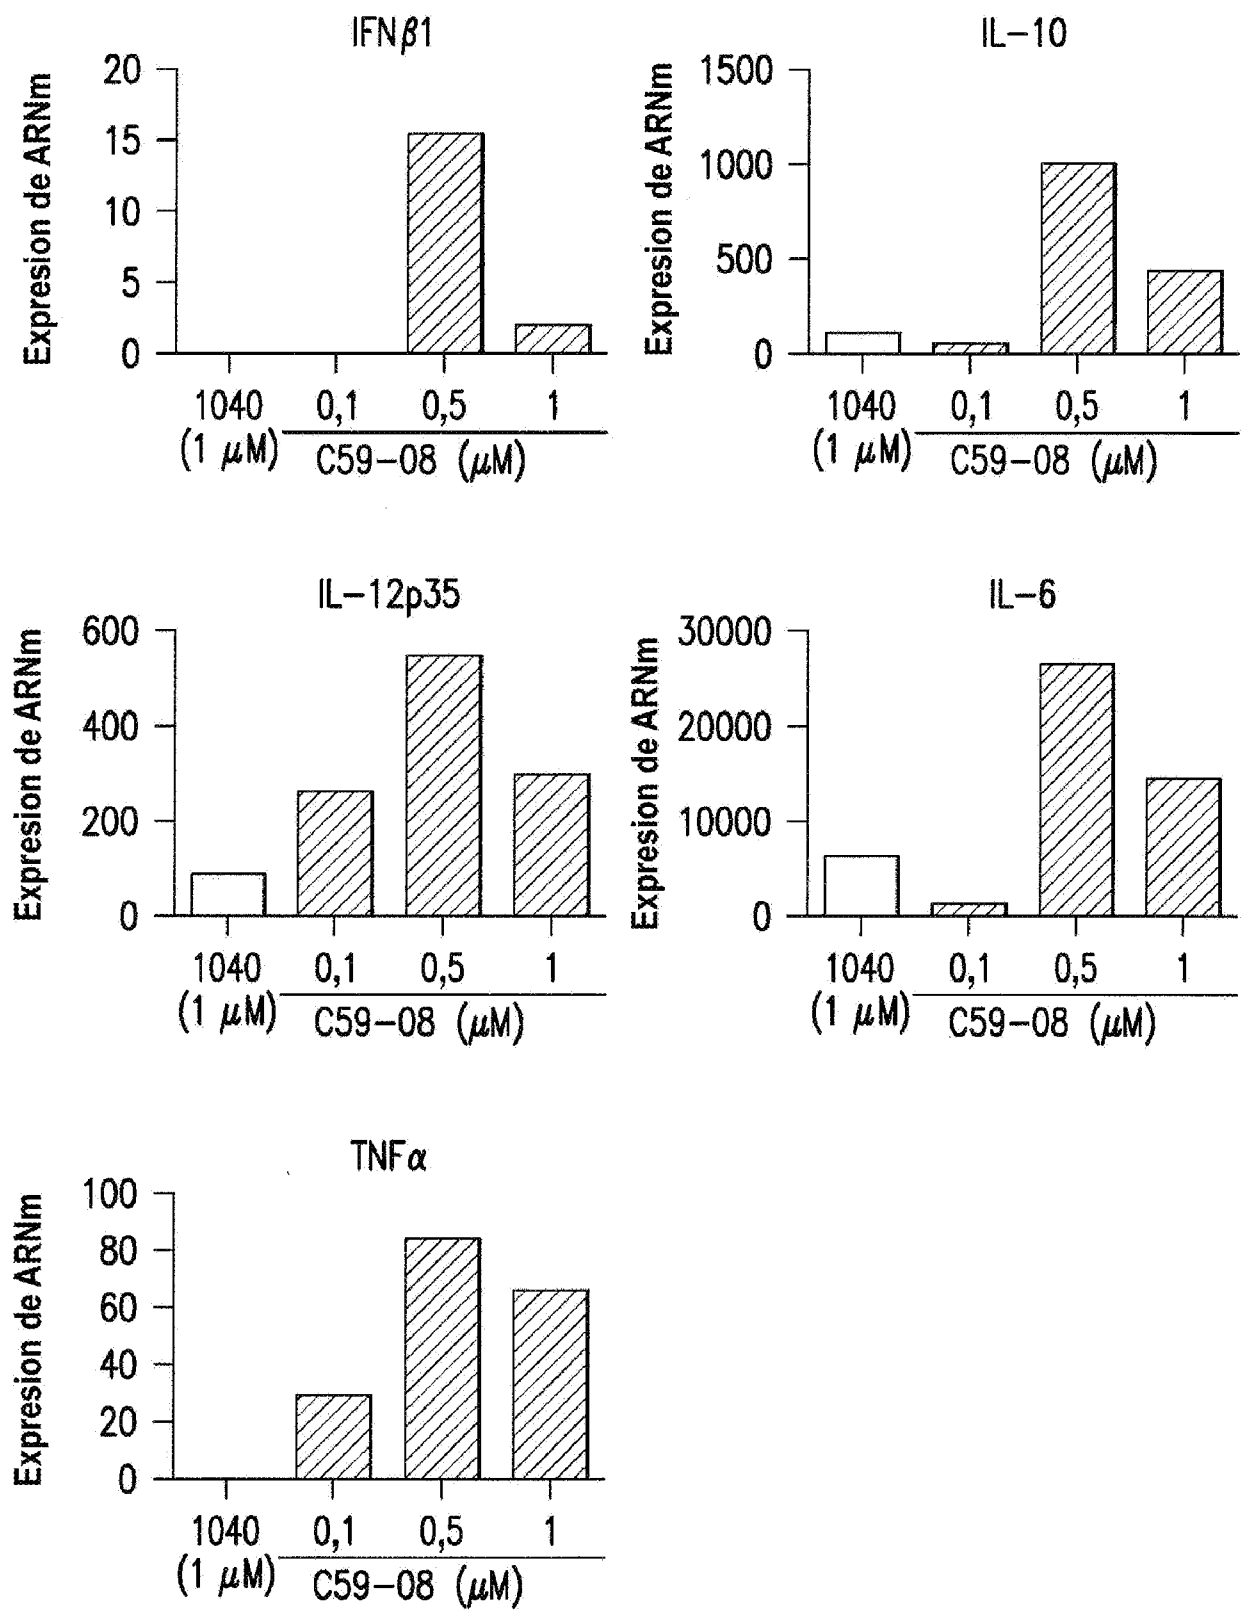 IFNβ1
Expresion de ARNm
20
15
10
5
0
1040 0,1 0,5 1
(1 μM) C59-08 (μM)
IL-10
Expresion de ARNm
1500
1000
500
0
1040 0,1 0,5 1
(1 μM) C59-08 (μM)
IL-12p35
Expresion de ARNm
600
400
200
0
1040 0,1 0,5 1
(1 μM) C59-08 (μM)
IL-6
Expresion de ARNm
30000
20000
10000
0
1040 0,1 0,5 1
(1 μM) C59-08 (μM)
TNFα
Expresion de ARNm
100
80
60
40
20
0
1040 0,1 0,5 1
(1 μM) C59-08 (μM)